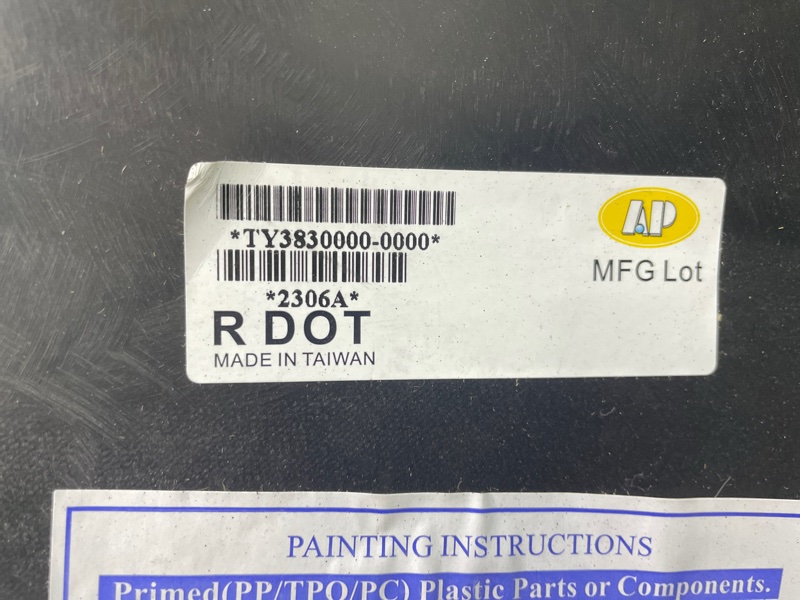 *TY3830000-0000*
AP
MFG Lot
*2306A*
R DOT
MADE IN TAIWAN
PAINTING INSTRUCTIONS
Primed(PP/TPO/PC) Plastic Parts or Components.